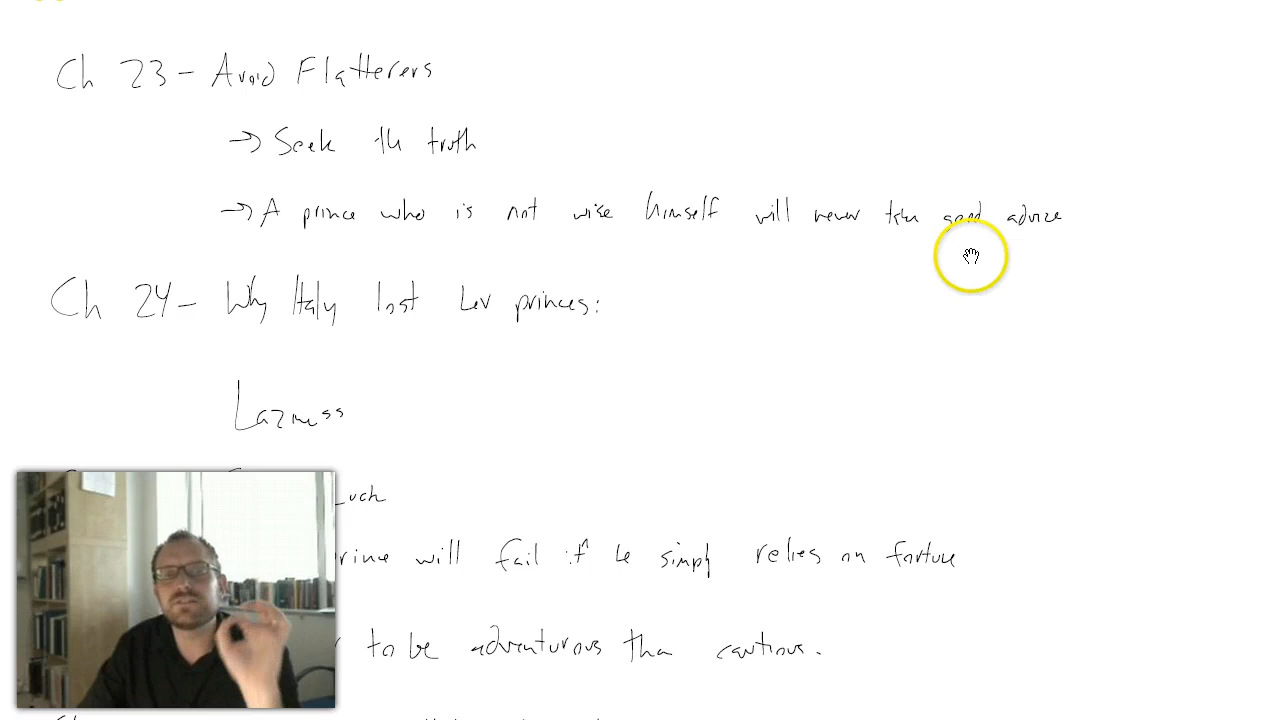 Ch 23 - Avoid Flatterers
→ Seek the truth
→ A prince who is not wise himself will never take good advice
Ch 24 - Why Italy lost her princes:
Laziness
Luck
rince will fail if he simply relies on fortune
to be adventurous than cautious.